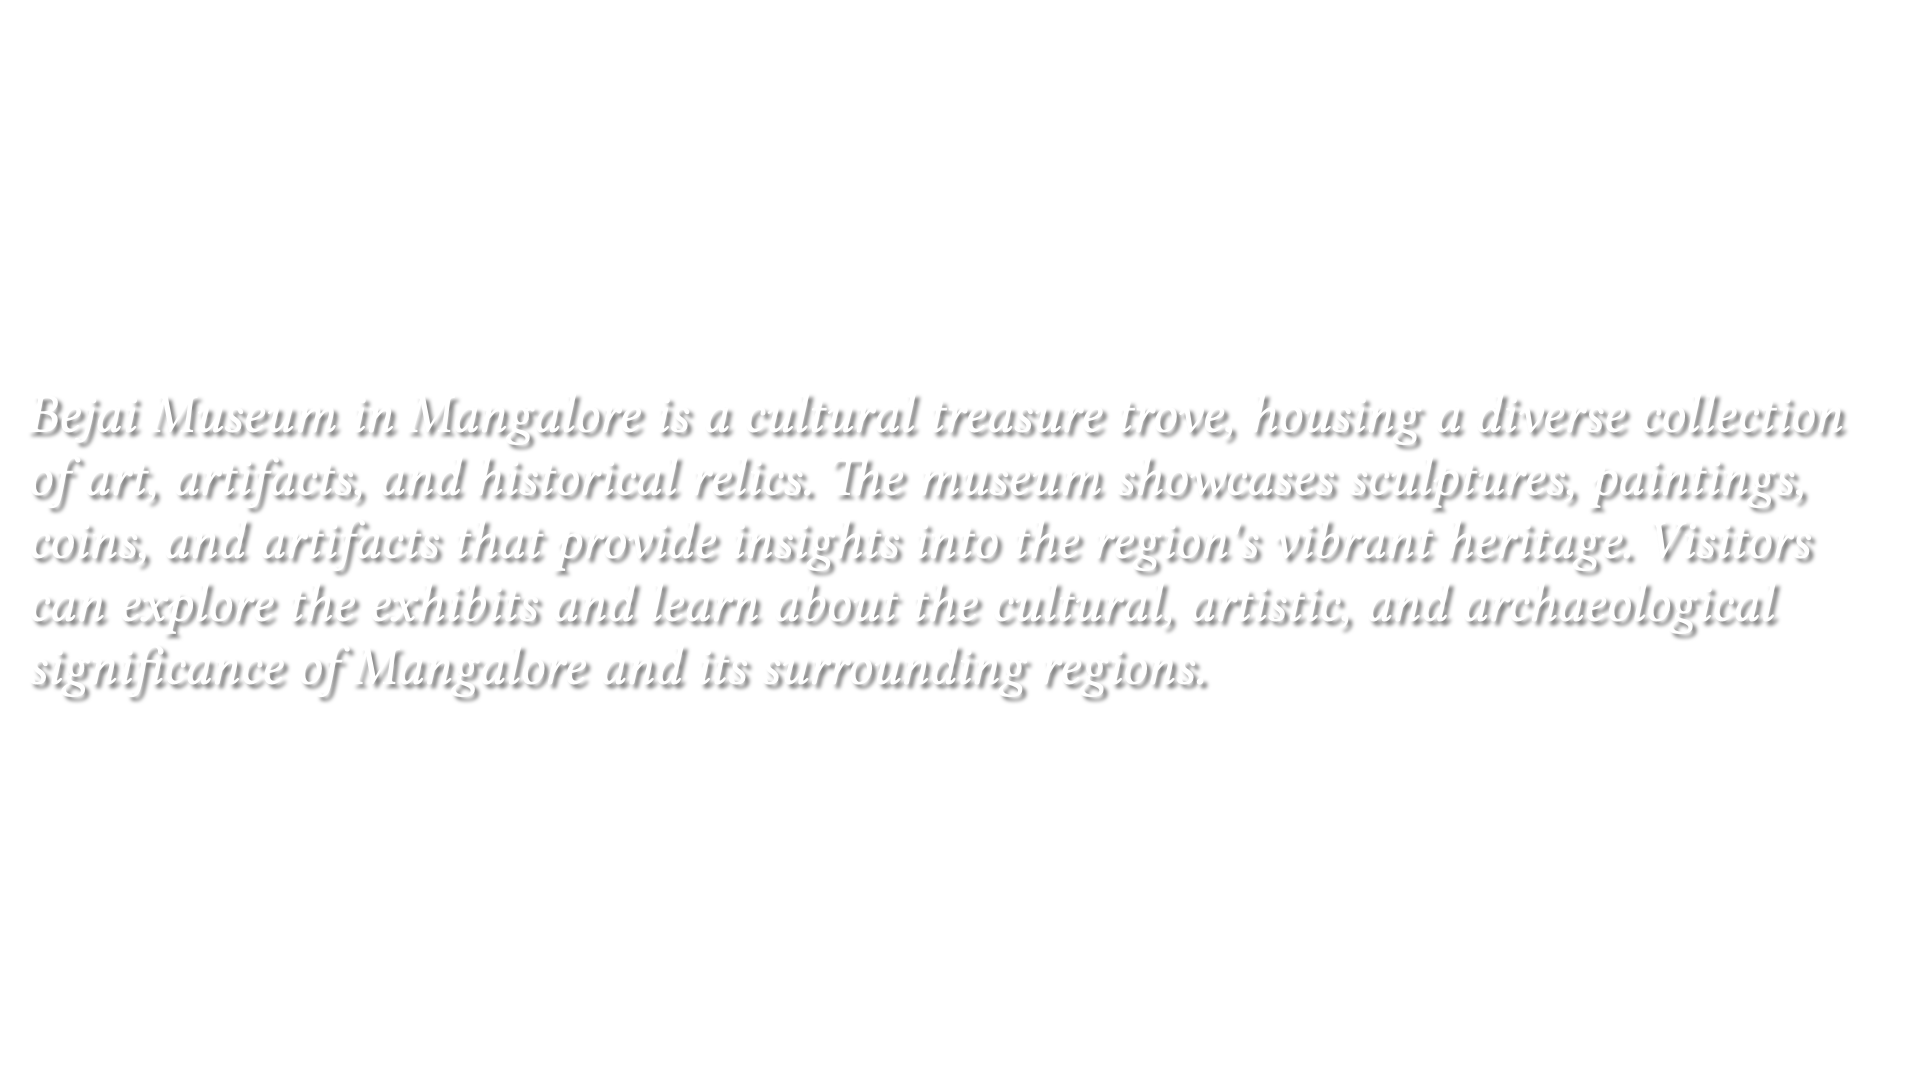 Bejai Museum in Mangalore is a cultural treasure trove, housing a diverse collection
of art, artifacts, and historical relics. The museum showcases sculptures, paintings,
coins, and artifacts that provide insights into the region's vibrant heritage. Visitors
can explore the exhibits and learn about the cultural, artistic, and archaeological
significance of Mangalore and its surrounding regions.